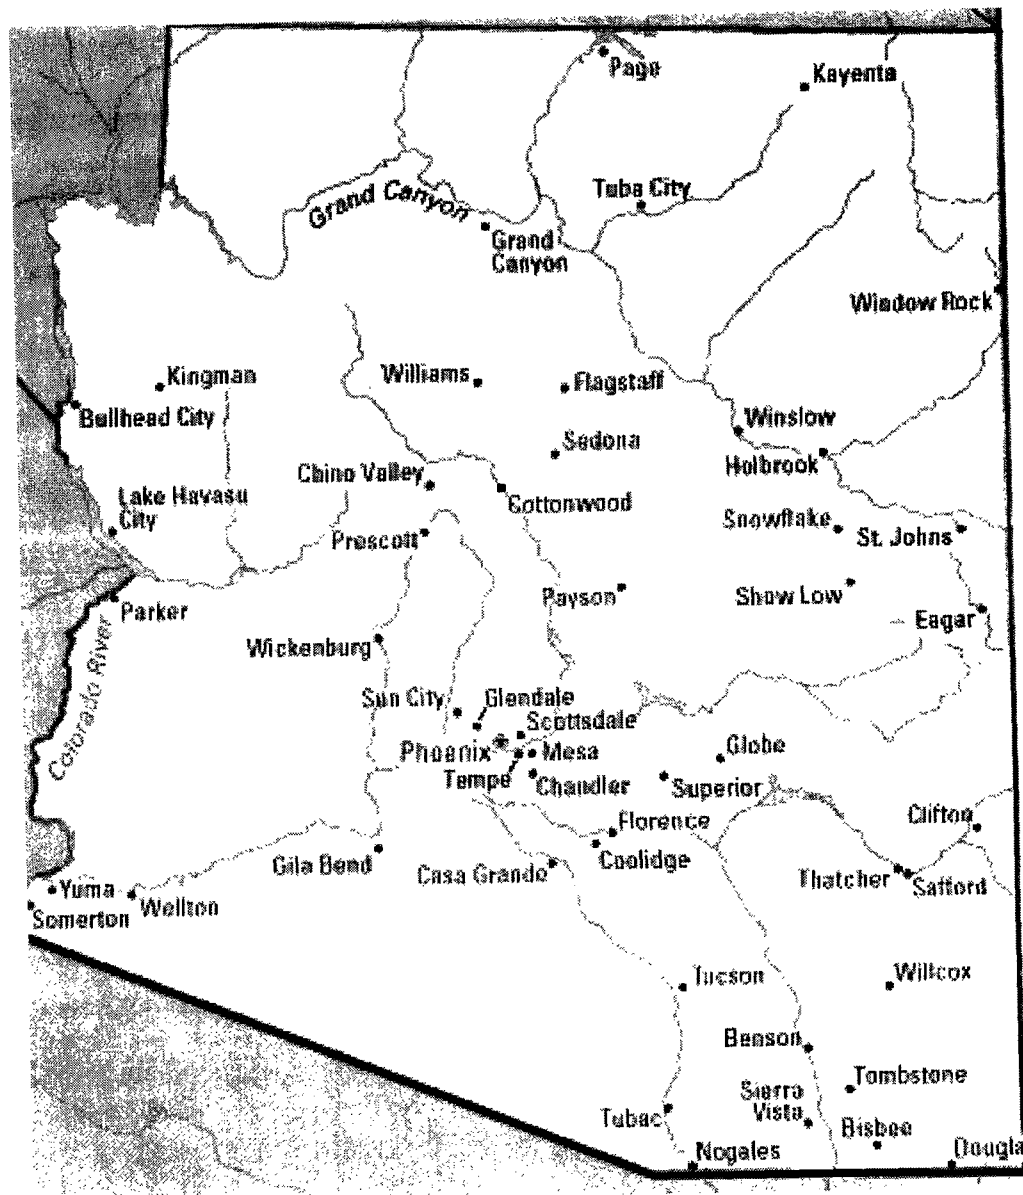 Page
Kayenta
Tuba City
Grand Canyon
Grand
Canyon
Window Rock
Kingman
Williams
Flagstaff
Bullhead City
Winslow
Sedona
Holbrook
Chino Valley
Lake Havasu
City
Cottonwood
Snowflake
St. Johns
Prescott
Payson
Show Low
Parker
Eagar
Wickenburg
Colorado River
Sun City
Glendale
Scottsdale
Phoenix
Mesa
Globe
Tempe
Chandler
Superior
Florence
Clifton
Gila Bend
Coolidge
Casa Grande
Thatcher
Safford
Yuma
Wellton
Somerton
Tucson
Willcox
Benson
Tombstone
Sierra
Vista
Tubac
Bisbee
Nogales
Dougla